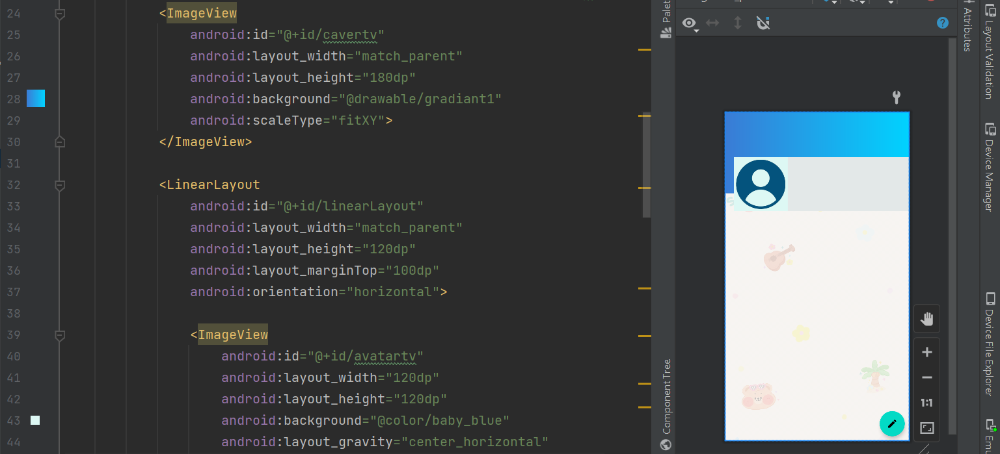 24 <ImageView
25 android:id="@+id/cavertv"
26 android:layout_width="match_parent"
27 android:layout_height="180dp"
28 android:background="@drawable/gradiant1"
29 android:scaleType="fitXY">
30 </ImageView>
31
32 <LinearLayout
33 android:id="@+id/linearLayout"
34 android:layout_width="match_parent"
35 android:layout_height="120dp"
36 android:layout_marginTop="100dp"
37 android:orientation="horizontal">
38
39 <ImageView
40 android:id="@+id/avatartv"
41 android:layout_width="120dp"
42 android:layout_height="120dp"
43 android:background="@color/baby_blue"
44 android:layout_gravity="center_horizontal"
Component Tree
?
1:1
Attributes
Layout Validation
Device Manager
Device File Explorer